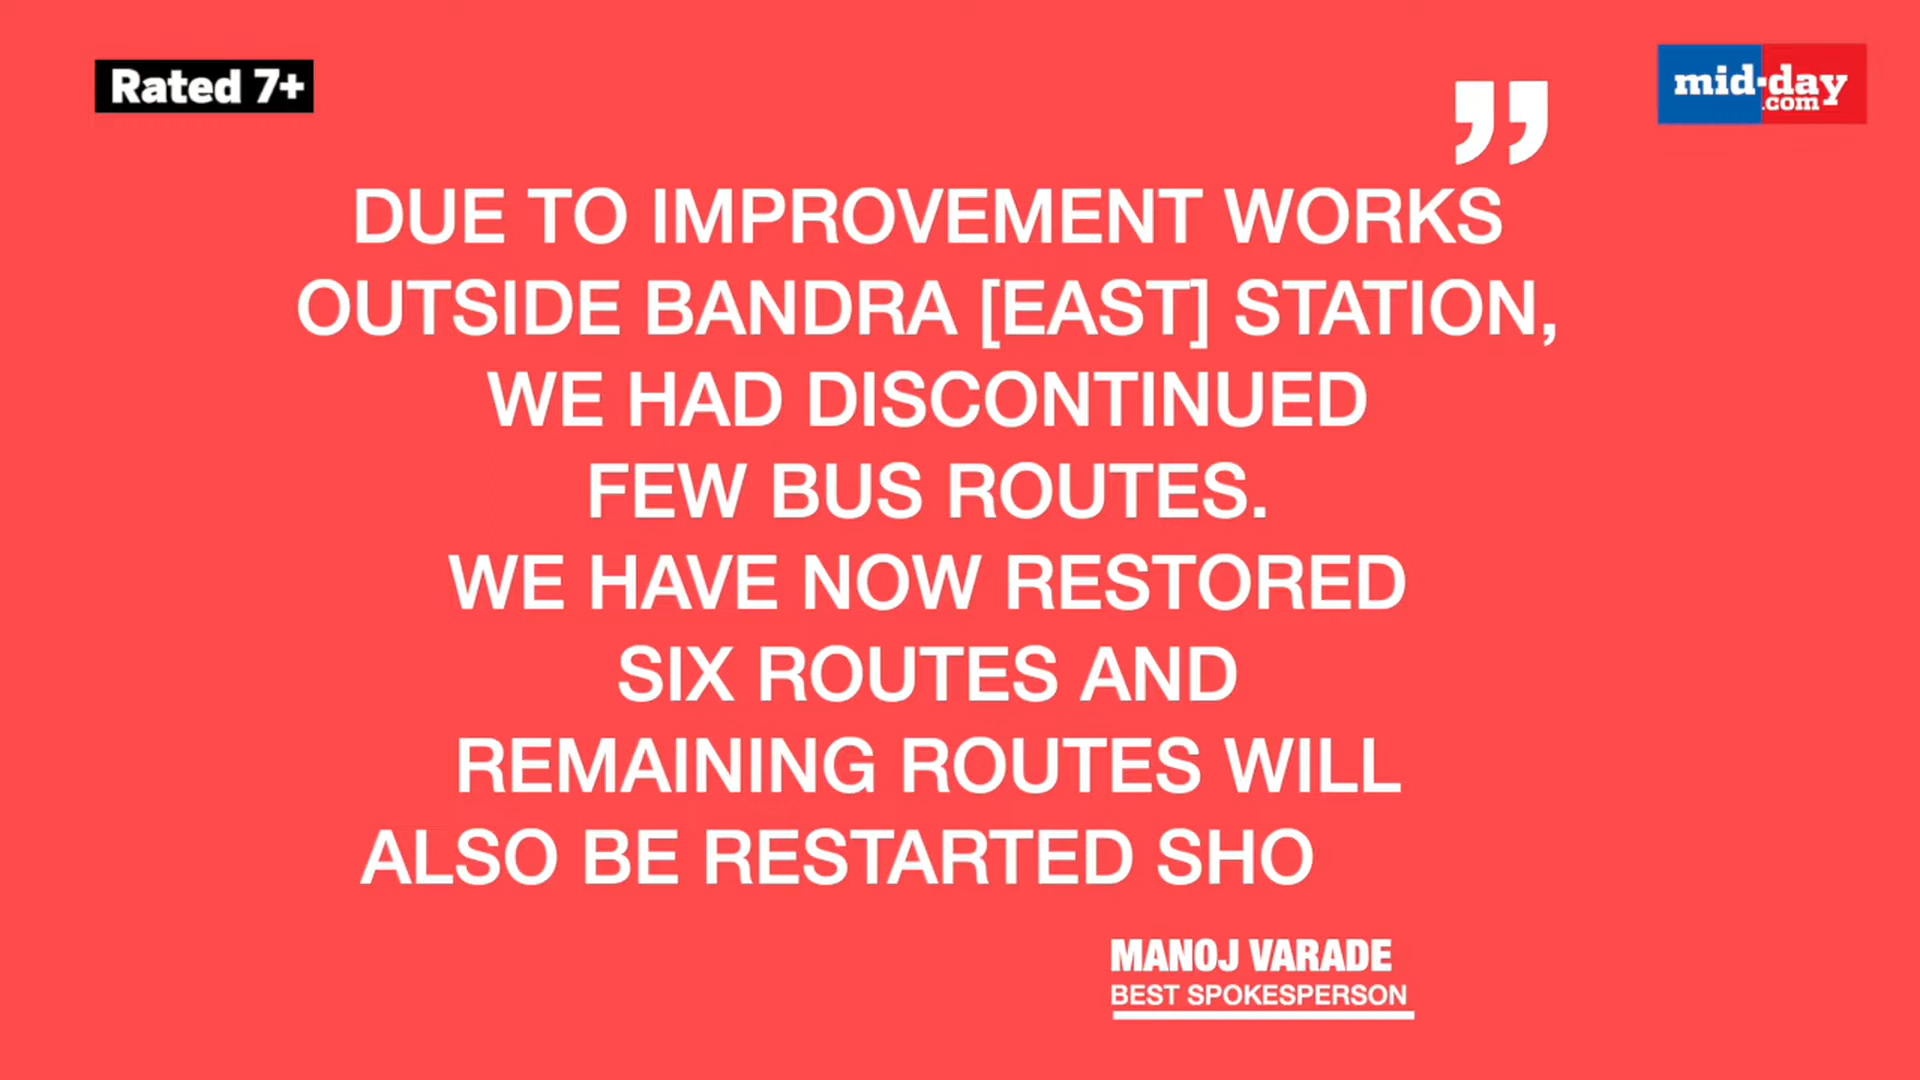 Rated 7+
mid-day
.com
”
DUE TO IMPROVEMENT WORKS
OUTSIDE BANDRA [EAST] STATION,
WE HAD DISCONTINUED
FEW BUS ROUTES.
WE HAVE NOW RESTORED
SIX ROUTES AND
REMAINING ROUTES WILL
ALSO BE RESTARTED SHO
MANOJ VARADE
BEST SPOKESPERSON